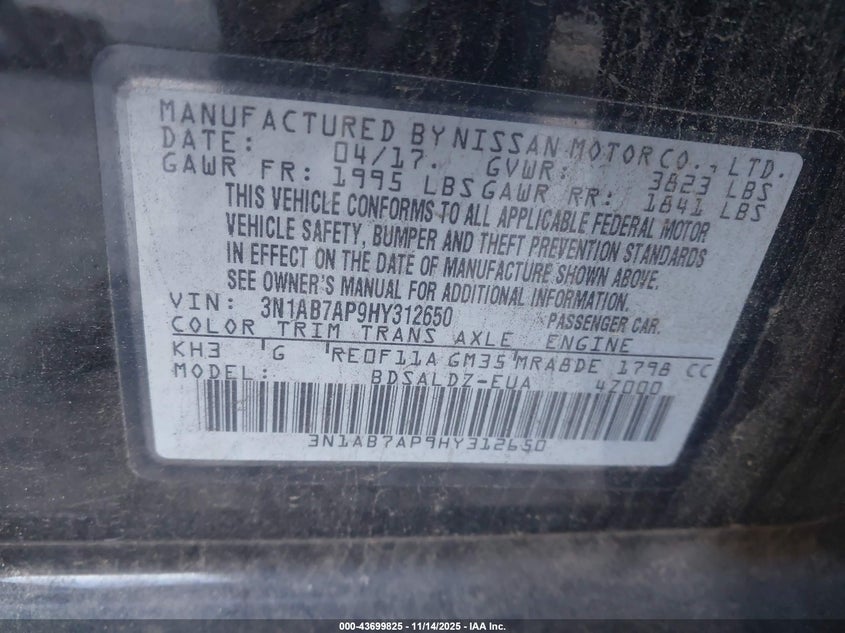 MANUFACTURED BY NISSAN MOTOR CO., LTD.
DATE: 04/17. GVWR: 3823 LBS
GAWR FR: 1995 LBS GAWR RR: 1841 LBS
THIS VEHICLE CONFORMS TO ALL APPLICABLE FEDERAL MOTOR
VEHICLE SAFETY, BUMPER AND THEFT PREVENTION STANDARDS
IN EFFECT ON THE DATE OF MANUFACTURE SHOWN ABOVE.
SEE OWNER'S MANUAL FOR ADDITIONAL INFORMATION.
VIN: 3N1AB7AP9HY312650 PASSENGER CAR.
COLOR TRIM TRANS AXLE ENGINE
KH3 G RE0F11A GM35 MRA8DE 1798 CC
MODEL: BDSALDZ-EUA 4Z000
3N1AB7AP9HY312650
000-43699825 - 11/14/2025 - IAA Inc.